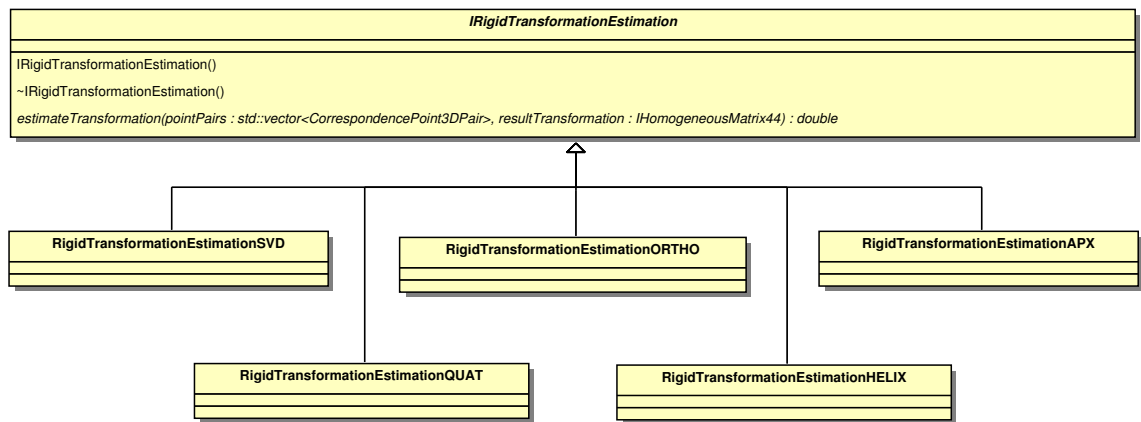 IRigidTransformationEstimation
IRigidTransformationEstimation()
~IRigidTransformationEstimation()
estimateTransformation(pointPairs : std::vector<CorrespondencePoint3DPair>, resultTransformation : IHomogeneousMatrix44) : double
RigidTransformationEstimationSVD
RigidTransformationEstimationORTHO
RigidTransformationEstimationAPX
RigidTransformationEstimationQUAT
RigidTransformationEstimationHELIX